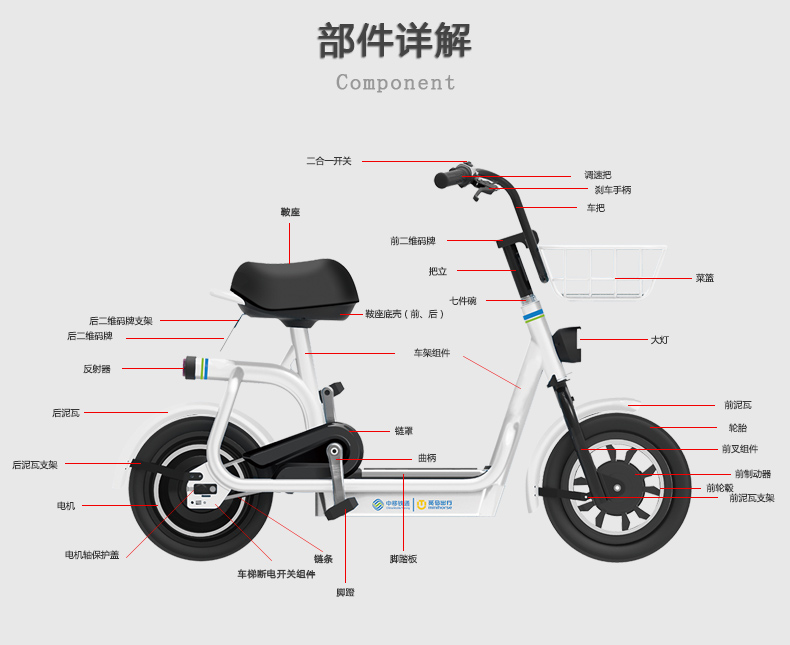 部件详解
Component
二合一开关
调速把
刹车手柄
鞍座
车把
前二维码牌
把立
菜篮
七件碗
鞍座底壳（前、后）
后二维码牌支架
后二维码牌
大灯
车架组件
反射器
后泥瓦
前泥瓦
轮胎
链罩
前叉组件
曲柄
后泥瓦支架
前制动器
前轮毂
前泥瓦支架
电机
电机轴保护盖
链条
脚踏板
车梯断电开关组件
脚蹬